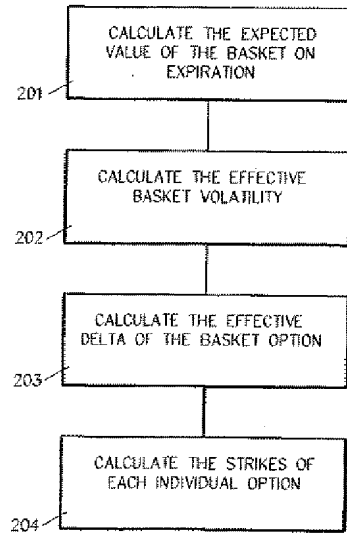 CALCULATE THE EXPECTED
VALUE OF THE BASKET ON
EXPIRATION
201
CALCULATE THE EFFECTIVE
BASKET VOLATILITY
202
CALCULATE THE EFFECTIVE
DELTA OF THE BASKET OPTION
203
CALCULATE THE STRIKES OF
EACH INDIVIDUAL OPTION
204